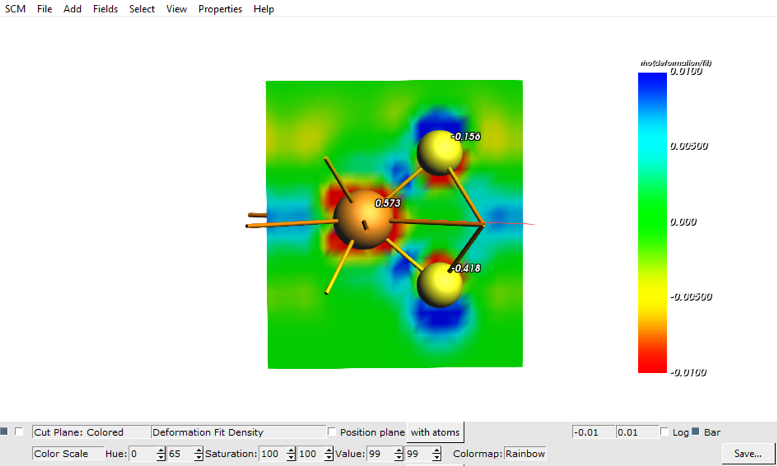 SCM File Add Fields Select View Properties Help
rho(deformation/fit)
0.0100
0.00500
0.000
-0.00500
-0.0100
-0.156
0.573
-0.418
Cut Plane: Colored Deformation Fit Density Position plane with atoms -0.01 0.01 Log Bar
Color Scale Hue: 0 65 Saturation: 100 100 Value: 99 99 Colormap: Rainbow Save...